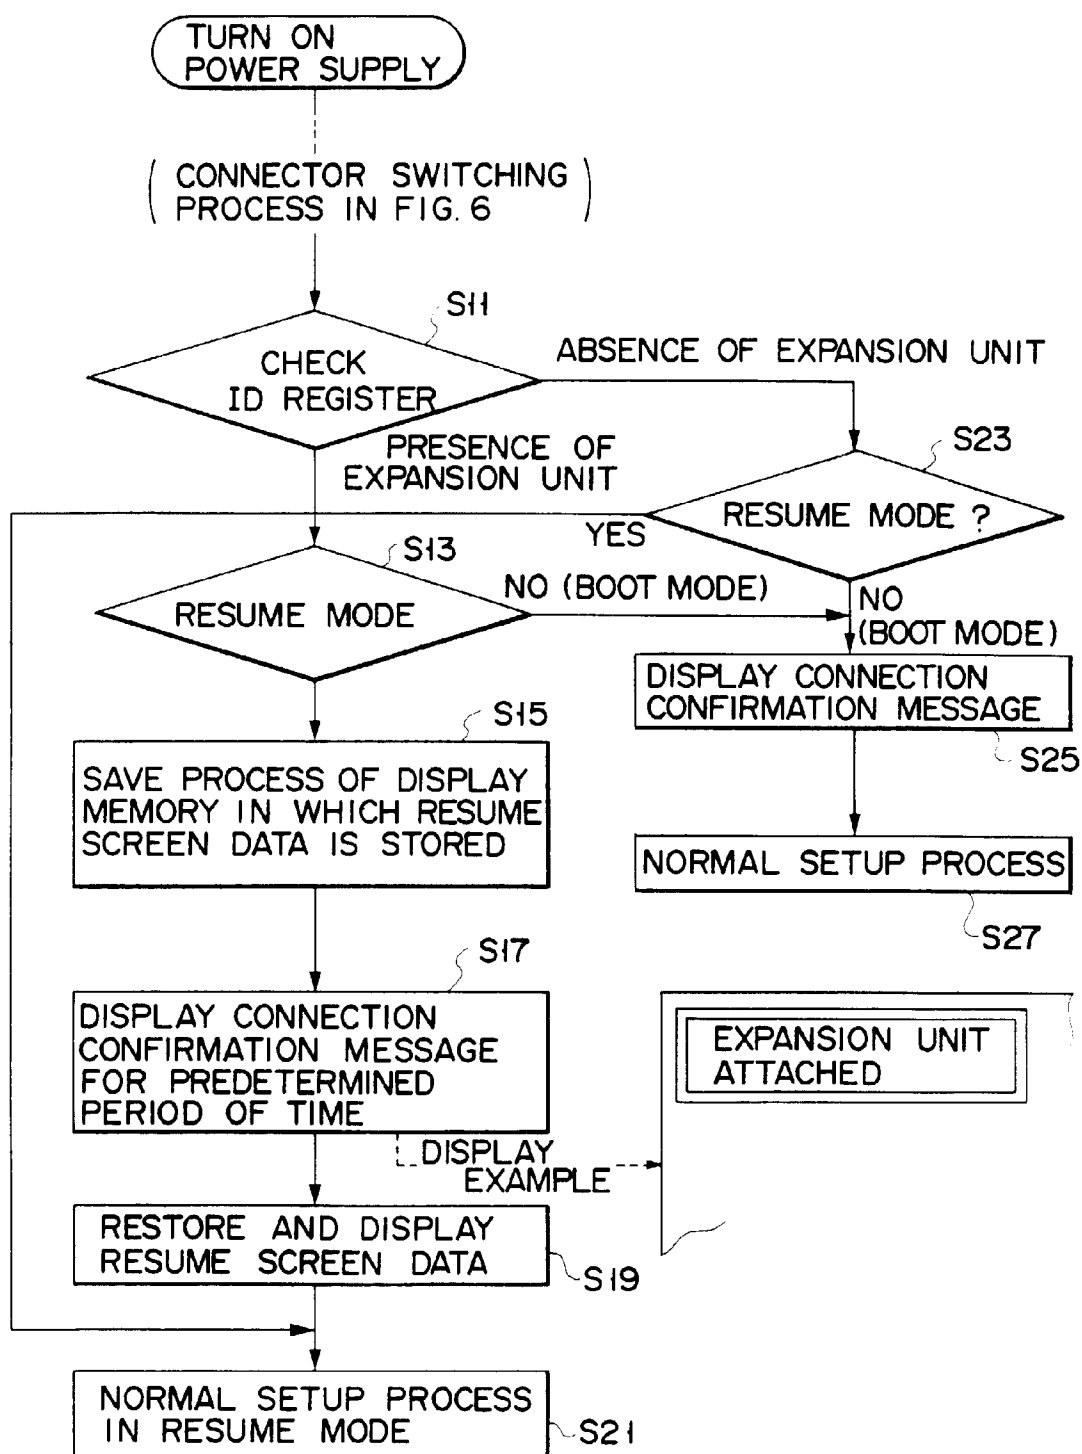 TURN ON
POWER SUPPLY
( CONNECTOR SWITCHING
PROCESS IN FIG. 6 )
S11
CHECK
ID REGISTER
ABSENCE OF EXPANSION UNIT
PRESENCE OF
EXPANSION UNIT
S23
RESUME MODE ?
YES
S13
RESUME MODE
NO (BOOT MODE)
NO
(BOOT MODE)
DISPLAY CONNECTION
CONFIRMATION MESSAGE
S25
S15
SAVE PROCESS OF DISPLAY
MEMORY IN WHICH RESUME
SCREEN DATA IS STORED
NORMAL SETUP PROCESS
S27
S17
DISPLAY CONNECTION
CONFIRMATION MESSAGE
FOR PREDETERMINED
PERIOD OF TIME
EXPANSION UNIT
ATTACHED
DISPLAY
EXAMPLE
RESTORE AND DISPLAY
RESUME SCREEN DATA
S19
NORMAL SETUP PROCESS
IN RESUME MODE
S21